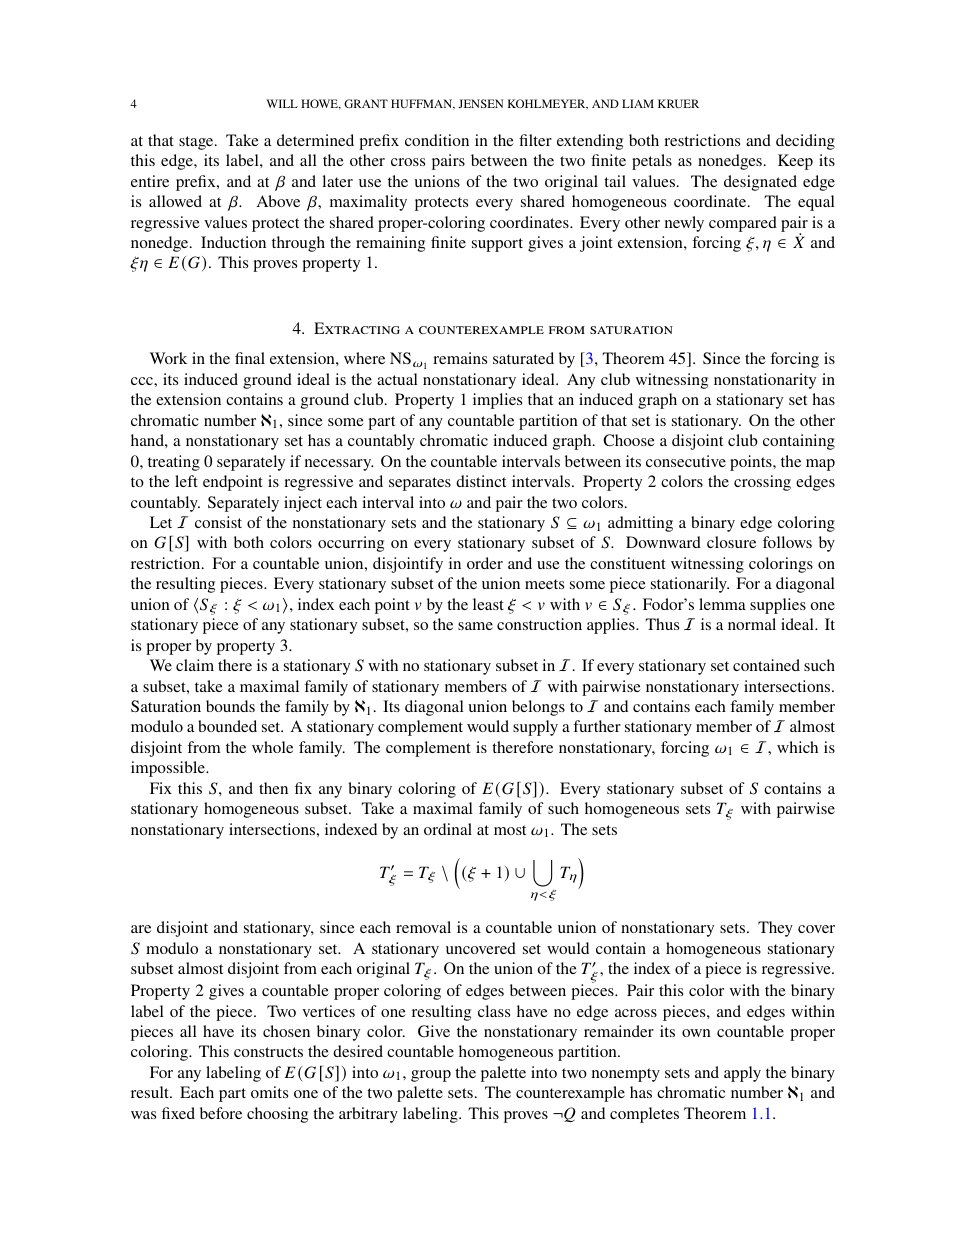 4 WILL HOWE, GRANT HUFFMAN, JENSEN KOHLMEYER, AND LIAM KRUER
at that stage. Take a determined prefix condition in the filter extending both restrictions and deciding
this edge, its label, and all the other cross pairs between the two finite petals as nonedges. Keep its
entire prefix, and at β and later use the unions of the two original tail values. The designated edge
is allowed at β. Above β, maximality protects every shared homogeneous coordinate. The equal
regressive values protect the shared proper-coloring coordinates. Every other newly compared pair is a
nonedge. Induction through the remaining finite support gives a joint extension, forcing ξ, η ∈ Ẋ and
ξη ∈ E(G). This proves property 1.
4. Extracting a counterexample from saturation
Work in the final extension, where NS_{ω₁} remains saturated by [3, Theorem 45]. Since the forcing is
ccc, its induced ground ideal is the actual nonstationary ideal. Any club witnessing nonstationarity in
the extension contains a ground club. Property 1 implies that an induced graph on a stationary set has
chromatic number ℵ₁, since some part of any countable partition of that set is stationary. On the other
hand, a nonstationary set has a countably chromatic induced graph. Choose a disjoint club containing
0, treating 0 separately if necessary. On the countable intervals between its consecutive points, the map
to the left endpoint is regressive and separates distinct intervals. Property 2 colors the crossing edges
countably. Separately inject each interval into ω and pair the two colors.
Let ℐ consist of the nonstationary sets and the stationary S ⊆ ω₁ admitting a binary edge coloring
on G[S] with both colors occurring on every stationary subset of S. Downward closure follows by
restriction. For a countable union, disjointify in order and use the constituent witnessing colorings on
the resulting pieces. Every stationary subset of the union meets some piece stationarily. For a diagonal
union of ⟨S_ξ : ξ < ω₁⟩, index each point ν by the least ξ < ν with ν ∈ S_ξ. Fodor's lemma supplies one
stationary piece of any stationary subset, so the same construction applies. Thus ℐ is a normal ideal. It
is proper by property 3.
We claim there is a stationary S with no stationary subset in ℐ. If every stationary set contained such
a subset, take a maximal family of stationary members of ℐ with pairwise nonstationary intersections.
Saturation bounds the family by ℵ₁. Its diagonal union belongs to ℐ and contains each family member
modulo a bounded set. A stationary complement would supply a further stationary member of ℐ almost
disjoint from the whole family. The complement is therefore nonstationary, forcing ω₁ ∈ ℐ, which is
impossible.
Fix this S, and then fix any binary coloring of E(G[S]). Every stationary subset of S contains a
stationary homogeneous subset. Take a maximal family of such homogeneous sets T_ξ with pairwise
nonstationary intersections, indexed by an ordinal at most ω₁. The sets
T′_ξ = T_ξ \ ((ξ + 1) ∪ ⋃_{η<ξ} T_η)
are disjoint and stationary, since each removal is a countable union of nonstationary sets. They cover
S modulo a nonstationary set. A stationary uncovered set would contain a homogeneous stationary
subset almost disjoint from each original T_ξ. On the union of the T′_ξ, the index of a piece is regressive.
Property 2 gives a countable proper coloring of edges between pieces. Pair this color with the binary
label of the piece. Two vertices of one resulting class have no edge across pieces, and edges within
pieces all have its chosen binary color. Give the nonstationary remainder its own countable proper
coloring. This constructs the desired countable homogeneous partition.
For any labeling of E(G[S]) into ω₁, group the palette into two nonempty sets and apply the binary
result. Each part omits one of the two palette sets. The counterexample has chromatic number ℵ₁ and
was fixed before choosing the arbitrary labeling. This proves ¬Q and completes Theorem 1.1.